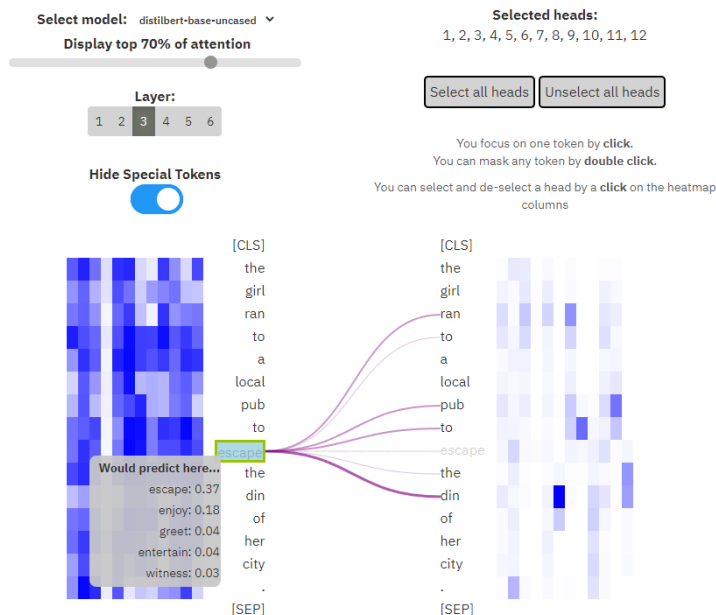 Select model: distilbert-base-uncased
Display top 70% of attention
Layer:
1 2 3 4 5 6
Hide Special Tokens
Selected heads:
1, 2, 3, 4, 5, 6, 7, 8, 9, 10, 11, 12
Select all heads Unselect all heads
You focus on one token by click.
You can mask any token by double click.
You can select and de-select a head by a click on the heatmap
columns
[CLS] [CLS]
the the
girl girl
ran ran
to to
a a
local local
pub pub
to to
escape escape
the the
din din
of of
her her
city city
. .
[SEP] [SEP]
Would predict here...
escape: 0.37
enjoy: 0.18
greet: 0.04
entertain: 0.04
witness: 0.03